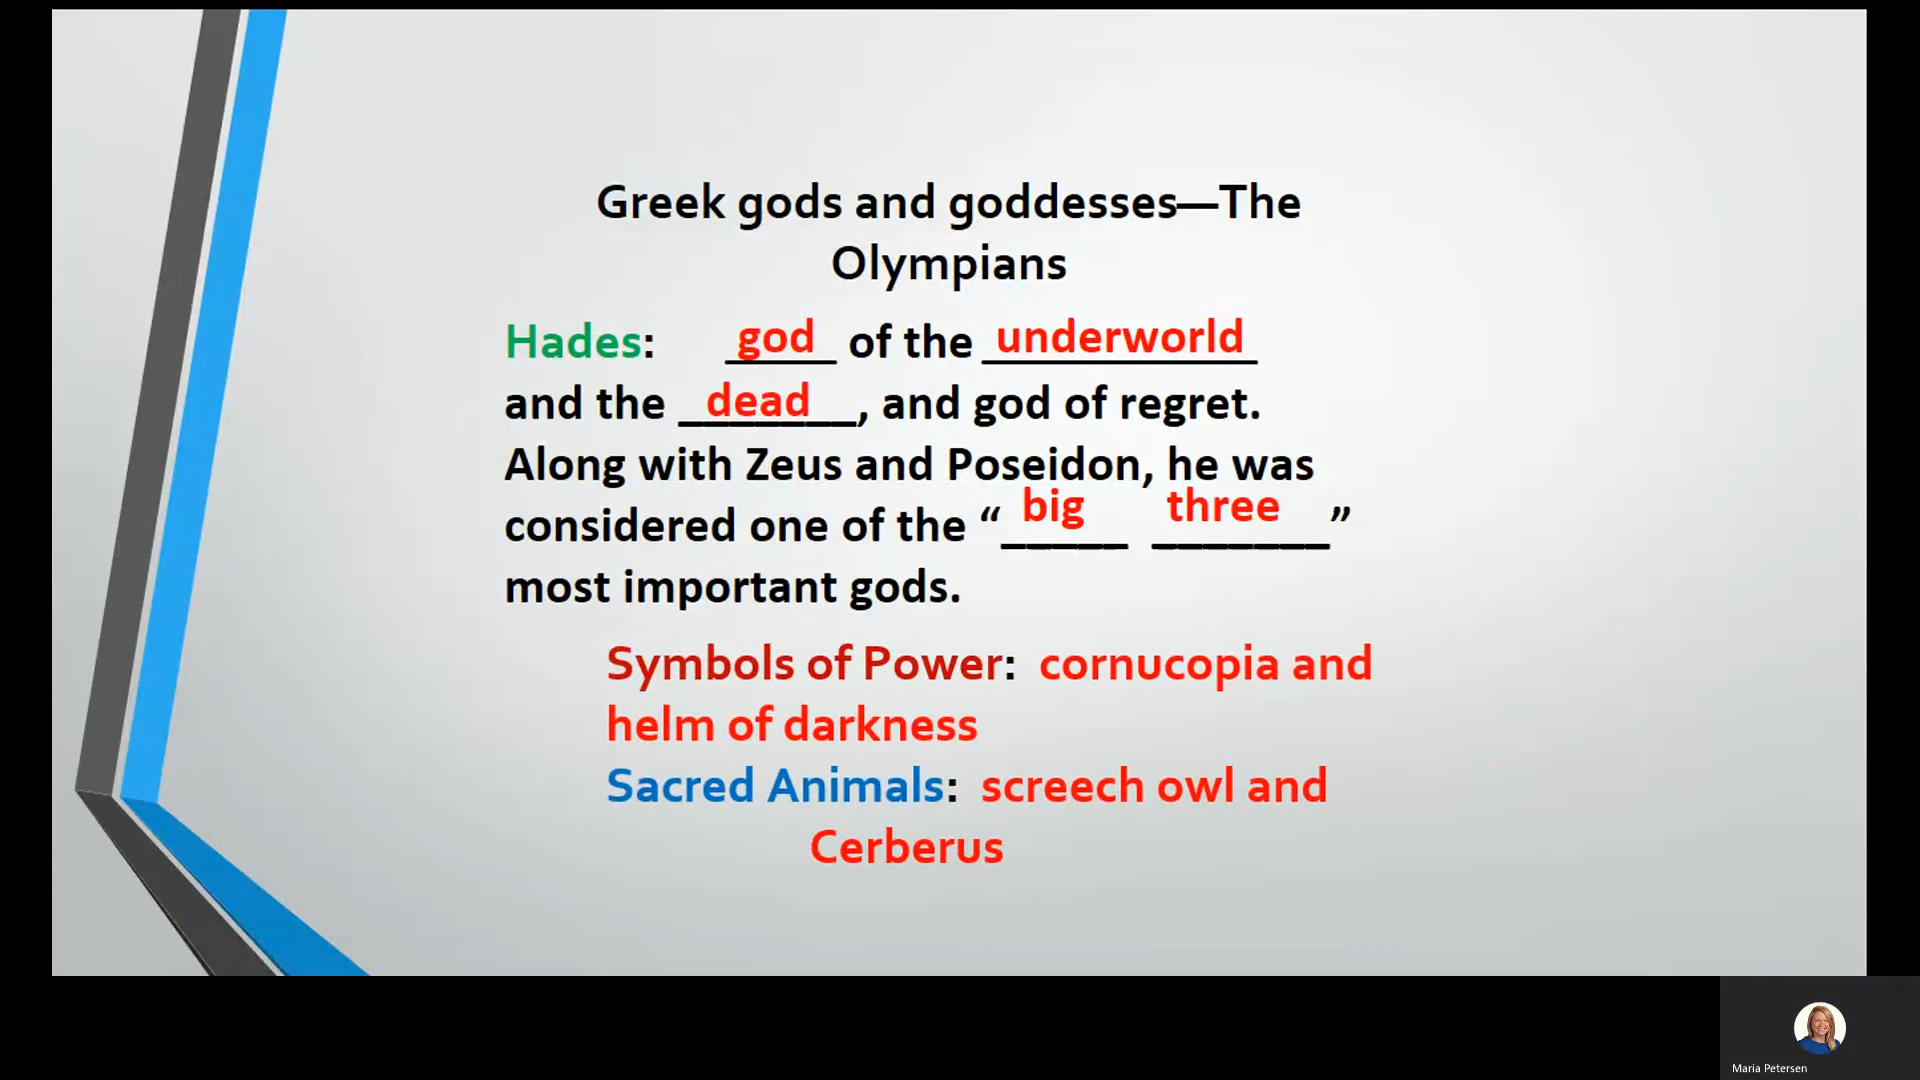 Greek gods and goddesses—The
Olympians
Hades: god of the underworld
and the dead, and god of regret.
Along with Zeus and Poseidon, he was
considered one of the “big three”
most important gods.
Symbols of Power: cornucopia and
helm of darkness
Sacred Animals: screech owl and
Cerberus
Maria Petersen